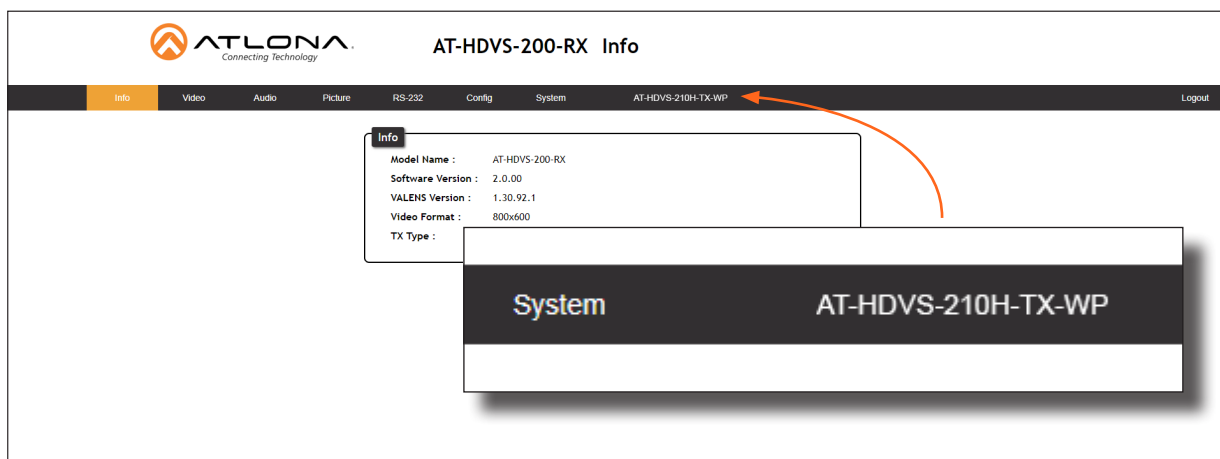 ATLONA.
Connecting Technology
AT-HDVS-200-RX Info
Info Video Audio Picture RS-232 Config System AT-HDVS-210H-TX-WP Logout
Info
Model Name : AT-HDVS-200-RX
Software Version : 2.0.00
VALENS Version : 1.30.92.1
Video Format : 800x600
TX Type :
System AT-HDVS-210H-TX-WP